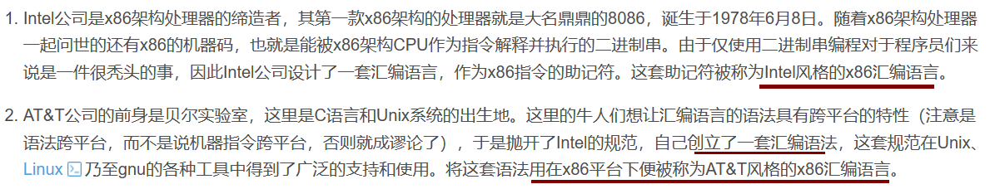 1. Intel公司是x86架构处理器的缔造者，其第一款x86架构的处理器就是大名鼎鼎的8086，诞生于1978年6月8日。随着x86架构处理器
一起问世的还有x86的机器码，也就是能被x86架构CPU作为指令解释并执行的二进制串。由于仅使用二进制串编程对于程序员们来
说是一件很秃头的事，因此Intel公司设计了一套汇编语言，作为x86指令的助记符。这套助记符被称为Intel风格的x86汇编语言。
2. AT&T公司的前身是贝尔实验室，这里是C语言和Unix系统的出生地。这里的牛人们想让汇编语言的语法具有跨平台的特性（注意是
语法跨平台，而不是说机器指令跨平台，否则就成谬论了），于是抛开了Intel的规范，自己创立了一套汇编语法，这套规范在Unix、
Linux 乃至gnu的各种工具中得到了广泛的支持和使用。将这套语法用在x86平台下便被称为AT&T风格的x86汇编语言。